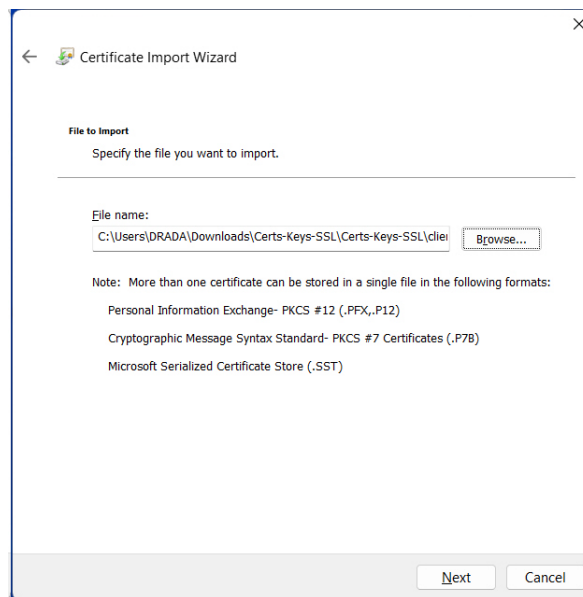 Certificate Import Wizard
File to Import
Specify the file you want to import.
File name:
C:\Users\DRADA\Downloads\Certs-Keys-SSL\Certs-Keys-SSL\clie
Browse...
Note: More than one certificate can be stored in a single file in the following formats:
Personal Information Exchange- PKCS #12 (.PFX,.P12)
Cryptographic Message Syntax Standard- PKCS #7 Certificates (.P7B)
Microsoft Serialized Certificate Store (.SST)
Next
Cancel